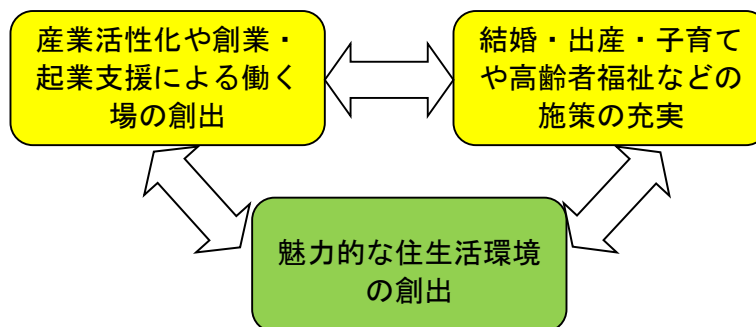 産業活性化や創業・
起業支援による働く
場の創出
結婚・出産・子育て
や高齢者福祉などの
施策の充実
魅力的な住生活環境
の創出